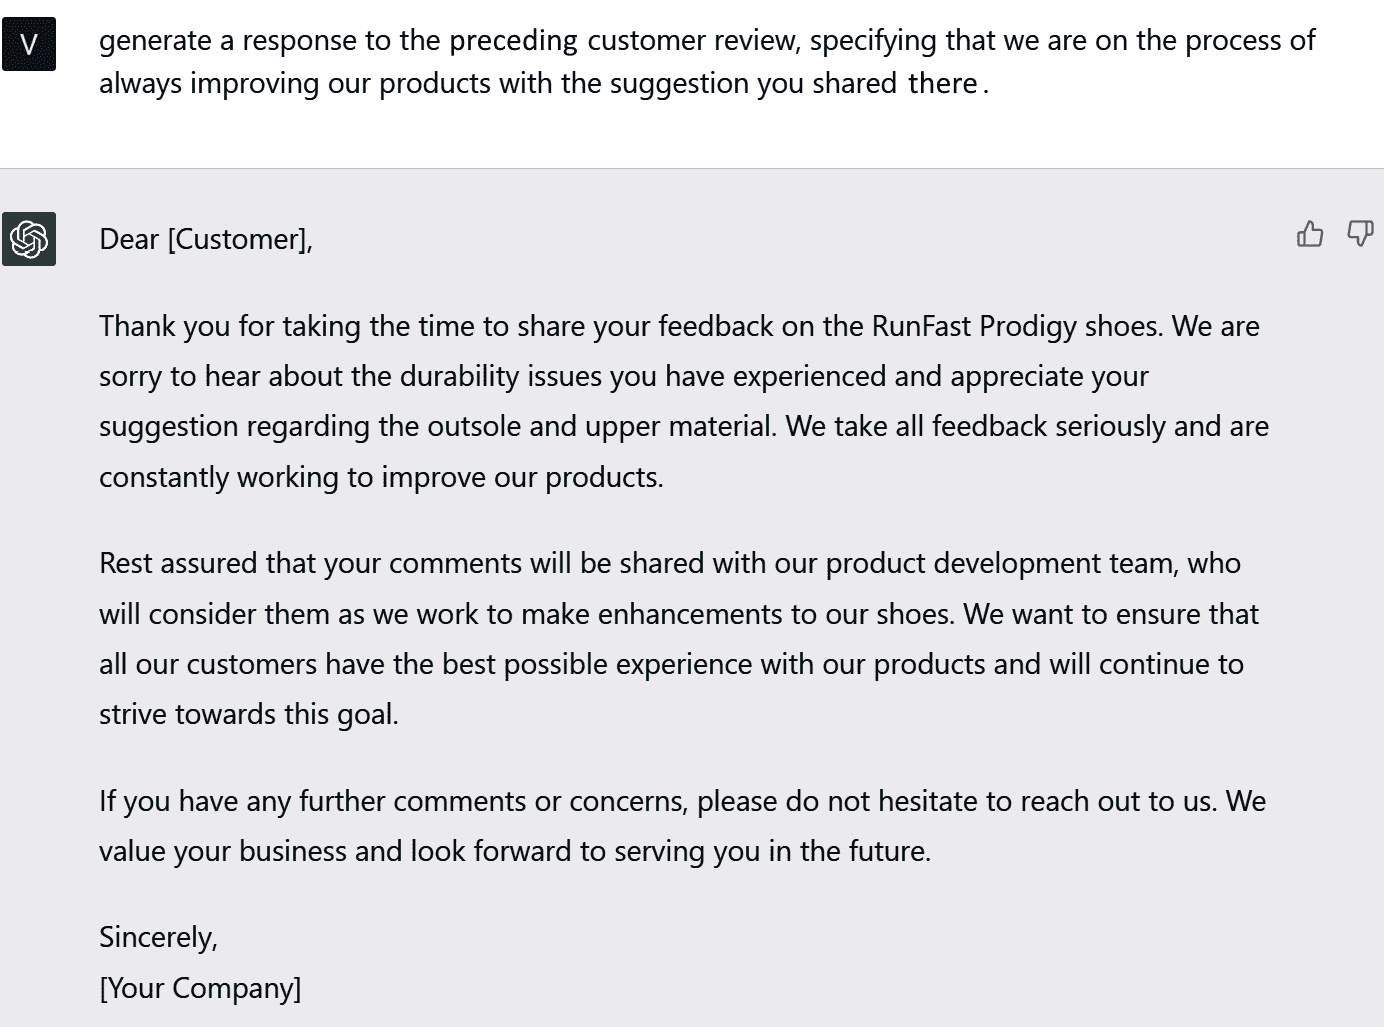 V
generate a response to the preceding customer review, specifying that we are on the process of
always improving our products with the suggestion you shared there.
Dear [Customer],
Thank you for taking the time to share your feedback on the RunFast Prodigy shoes. We are
sorry to hear about the durability issues you have experienced and appreciate your
suggestion regarding the outsole and upper material. We take all feedback seriously and are
constantly working to improve our products.
Rest assured that your comments will be shared with our product development team, who
will consider them as we work to make enhancements to our shoes. We want to ensure that
all our customers have the best possible experience with our products and will continue to
strive towards this goal.
If you have any further comments or concerns, please do not hesitate to reach out to us. We
value your business and look forward to serving you in the future.
Sincerely,
[Your Company]